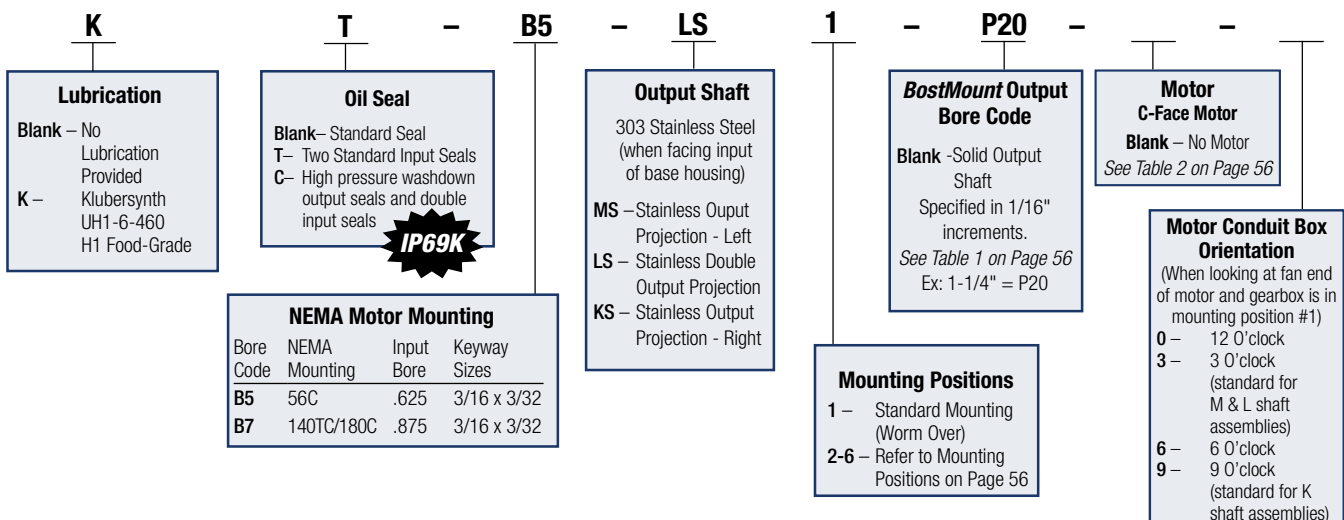 K T – B5 – LS 1 – P20 – –
Lubrication
Blank – No
Lubrication
Provided
K – Klubersynth
UH1-6-460
H1 Food-Grade
Oil Seal
Blank– Standard Seal
T– Two Standard Input Seals
C– High pressure washdown
output seals and double
input seals
IP69K
NEMA Motor Mounting
Bore NEMA Input Keyway
Code Mounting Bore Sizes
B5 56C .625 3/16 x 3/32
B7 140TC/180C .875 3/16 x 3/32
Output Shaft
303 Stainless Steel
(when facing input
of base housing)
MS – Stainless Ouput
Projection - Left
LS – Stainless Double
Output Projection
KS – Stainless Output
Projection - Right
Mounting Positions
1 – Standard Mounting
(Worm Over)
2-6 – Refer to Mounting
Positions on Page 56
BostMount Output
Bore Code
Blank -Solid Output
Shaft
Specified in 1/16"
increments.
See Table 1 on Page 56
Ex: 1-1/4" = P20
Motor
C-Face Motor
Blank – No Motor
See Table 2 on Page 56
Motor Conduit Box
Orientation
(When looking at fan end
of motor and gearbox is in
mounting position #1)
0 – 12 O'clock
3 – 3 O'clock
(standard for
M & L shaft
assemblies)
6 – 6 O'clock
9 – 9 O'clock
(standard for K
shaft assemblies)